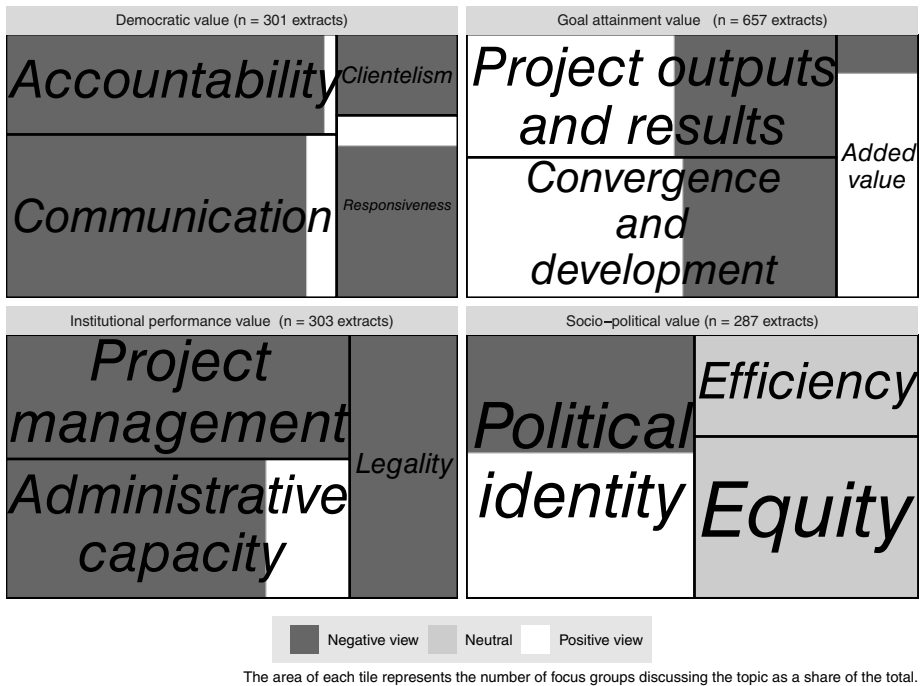 Democratic value (n = 301 extracts)
Accountability
Clientelism
Communication
Responsiveness
Goal attainment value (n = 657 extracts)
Project outputs
and results
Convergence
and
development
Added
value
Institutional performance value (n = 303 extracts)
Project
management
Administrative
capacity
Legality
Socio–political value (n = 287 extracts)
Political
identity
Efficiency
Equity
Negative view
Neutral
Positive view
The area of each tile represents the number of focus groups discussing the topic as a share of the total.